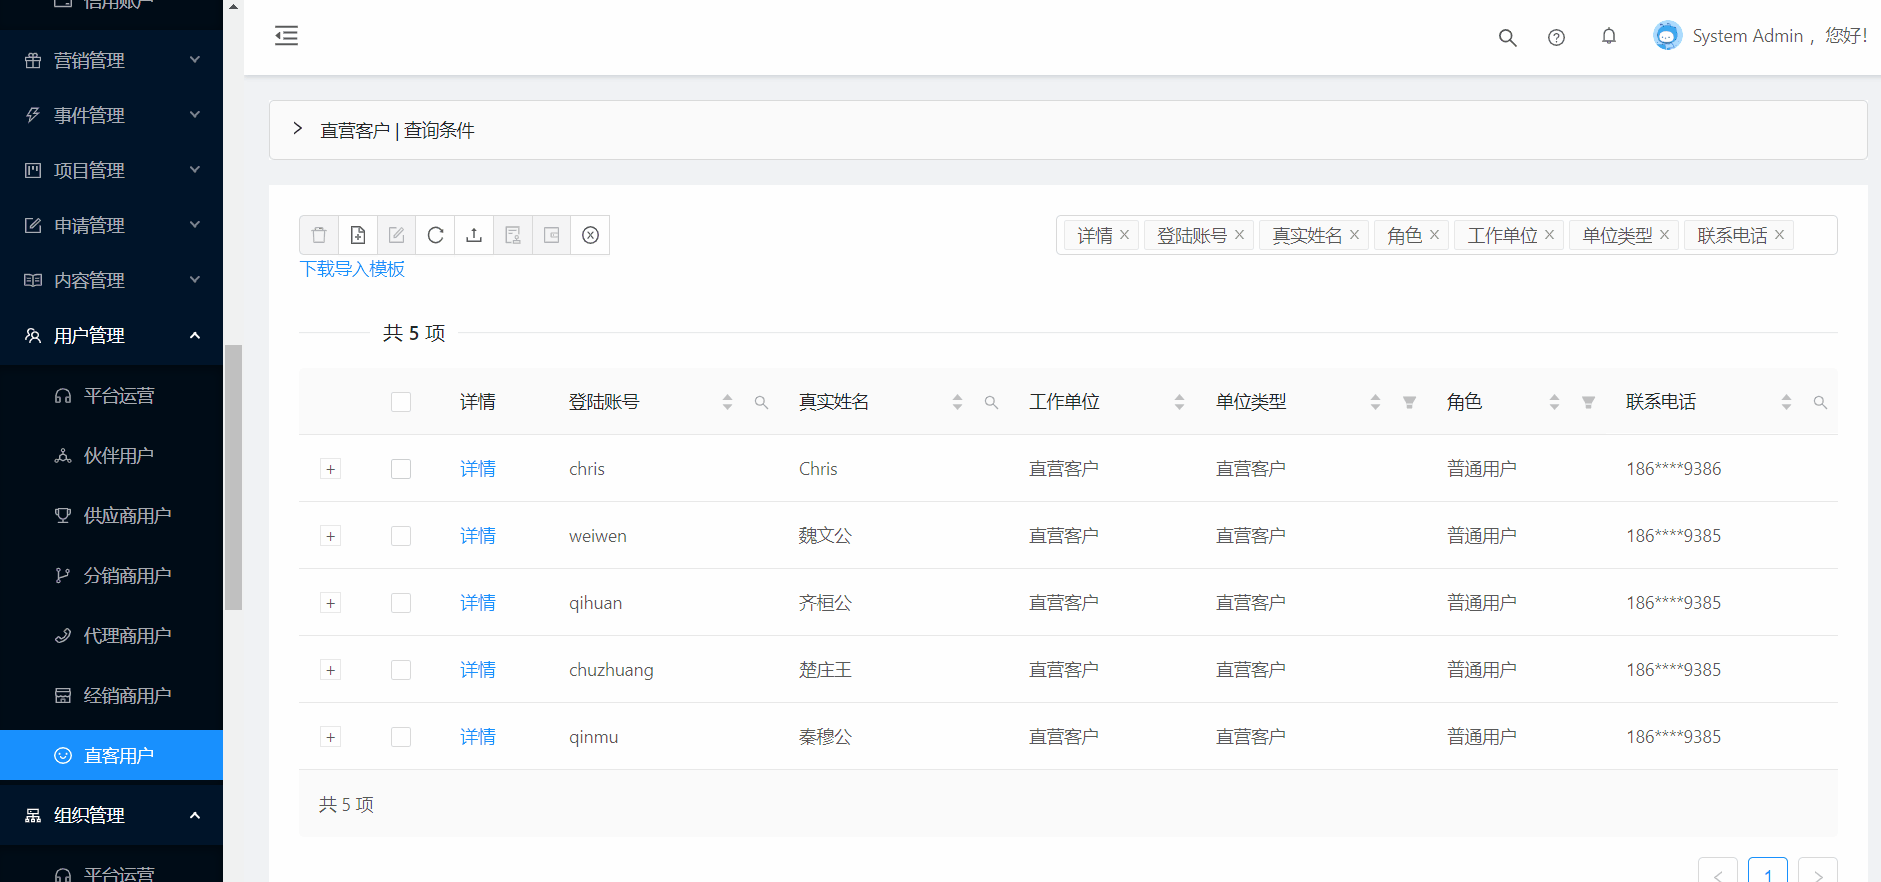 信用账户
营销管理
事件管理
项目管理
申请管理
内容管理
用户管理
平台运营
伙伴用户
供应商用户
分销商用户
代理商用户
经销商用户
直客用户
组织管理
平台运营
System Admin ，您好!
直营客户 | 查询条件
详情 登陆账号 真实姓名 角色 工作单位 单位类型 联系电话
下载导入模板
共 5 项
详情 登陆账号 真实姓名 工作单位 单位类型 角色 联系电话
详情 chris Chris 直营客户 直营客户 普通用户 186****9386
详情 weiwen 魏文公 直营客户 直营客户 普通用户 186****9385
详情 qihuan 齐桓公 直营客户 直营客户 普通用户 186****9385
详情 chuzhuang 楚庄王 直营客户 直营客户 普通用户 186****9385
详情 qinmu 秦穆公 直营客户 直营客户 普通用户 186****9385
共 5 项
1